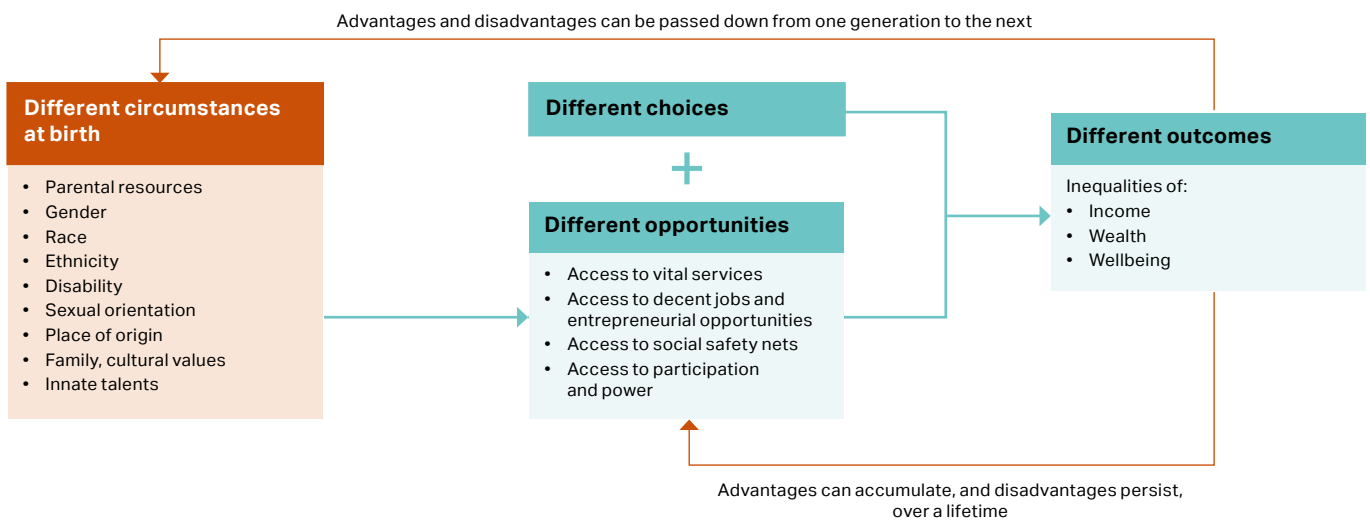 Advantages and disadvantages can be passed down from one generation to the next
Different circumstances
at birth
• Parental resources
• Gender
• Race
• Ethnicity
• Disability
• Sexual orientation
• Place of origin
• Family, cultural values
• Innate talents
Different choices
+
Different opportunities
• Access to vital services
• Access to decent jobs and
entrepreneurial opportunities
• Access to social safety nets
• Access to participation
and power
Different outcomes
Inequalities of:
• Income
• Wealth
• Wellbeing
Advantages can accumulate, and disadvantages persist,
over a lifetime